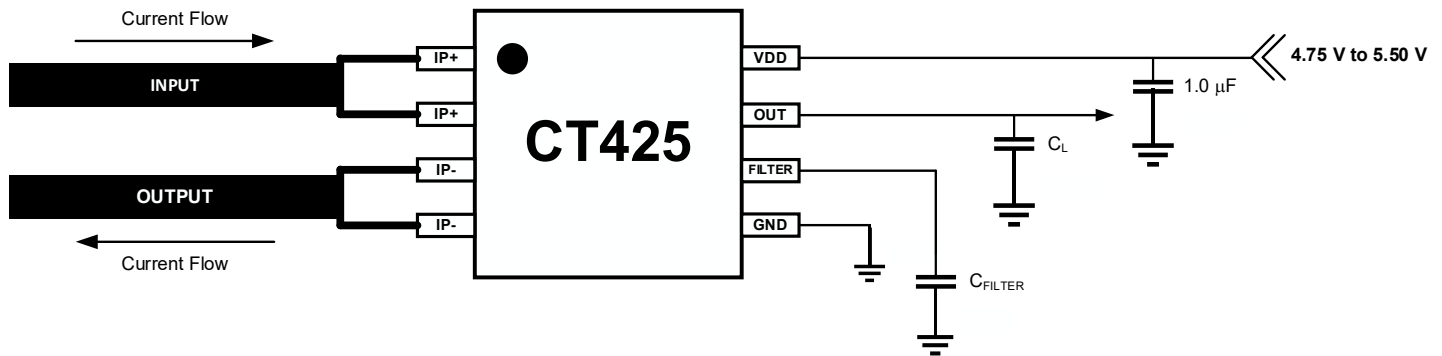 Current Flow
INPUT
OUTPUT
Current Flow
IP+
IP+
IP-
IP-
CT425
VDD
OUT
FILTER
GND
4.75 V to 5.50 V
1.0 μF
CL
CFILTER